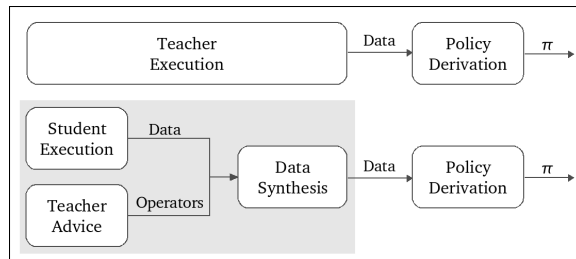 Teacher
Execution
Data
Policy
Derivation
π
Student
Execution
Data
Teacher
Advice
Operators
Data
Synthesis
Data
Policy
Derivation
π